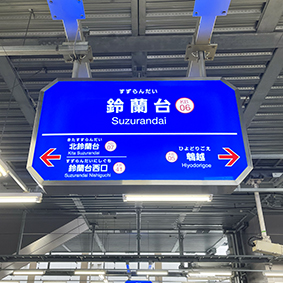 すずらんだい
鈴蘭台
Suzurandai
06
きたすずらんだい
北鈴蘭台
Kita Suzurandai
すずらんだいにしぐち
鈴蘭台西口
Suzurandai Nishiguchi
ひよどりごえ
鵯越
Hiyodorigoe